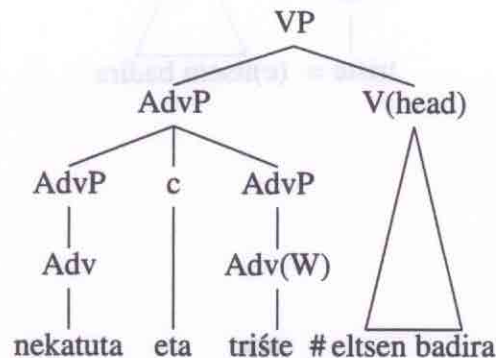 VP
AdvP V(head)
AdvP c AdvP
Adv Adv(W)
nekatuta eta trište # eltsen badira